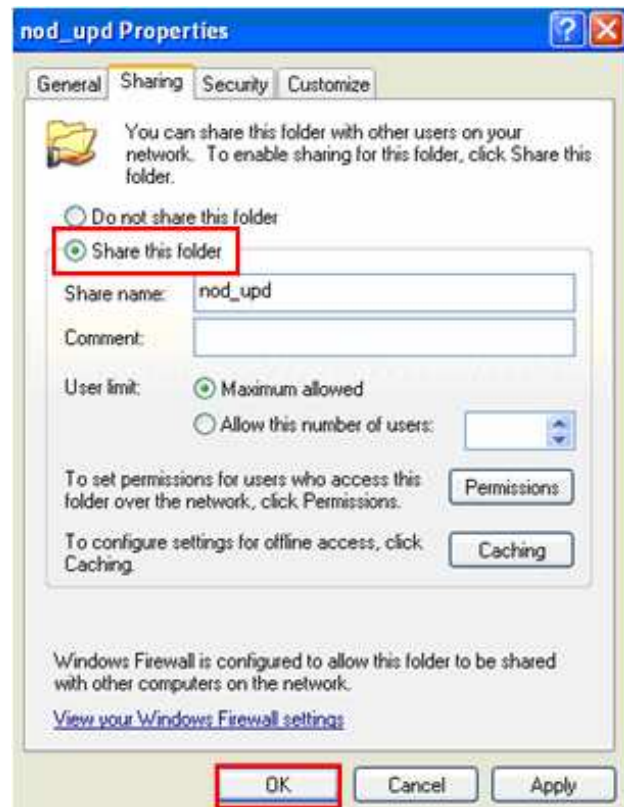 nod_upd Properties
General Sharing Security Customize
You can share this folder with other users on your
network. To enable sharing for this folder, click Share this
folder.
Do not share this folder
Share this folder
Share name: nod_upd
Comment:
User limit: Maximum allowed
Allow this number of users:
To set permissions for users who access this
folder over the network, click Permissions.
Permissions
To configure settings for offline access, click
Caching.
Caching
Windows Firewall is configured to allow this folder to be shared
with other computers on the network.
View your Windows Firewall settings
OK Cancel Apply